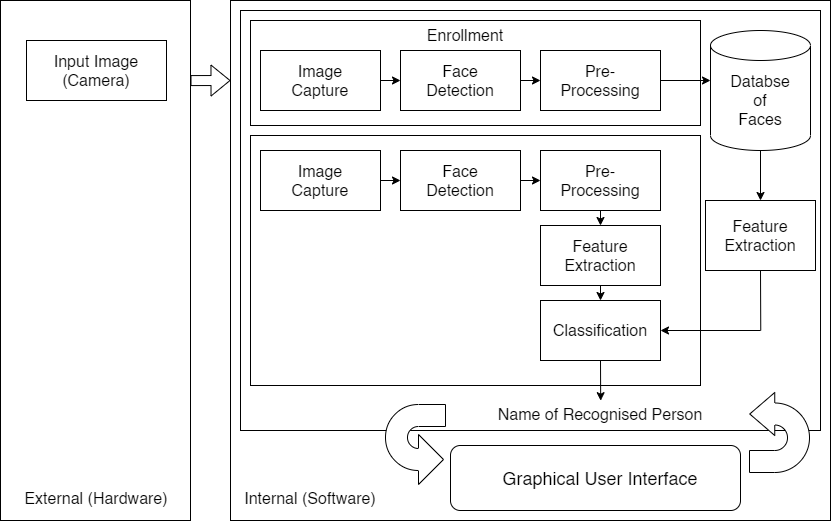 Input Image
(Camera)
External (Hardware)
Enrollment
Image
Capture
Face
Detection
Pre-
Processing
Databse
of
Faces
Image
Capture
Face
Detection
Pre-
Processing
Feature
Extraction
Feature
Extraction
Classification
Name of Recognised Person
Graphical User Interface
Internal (Software)